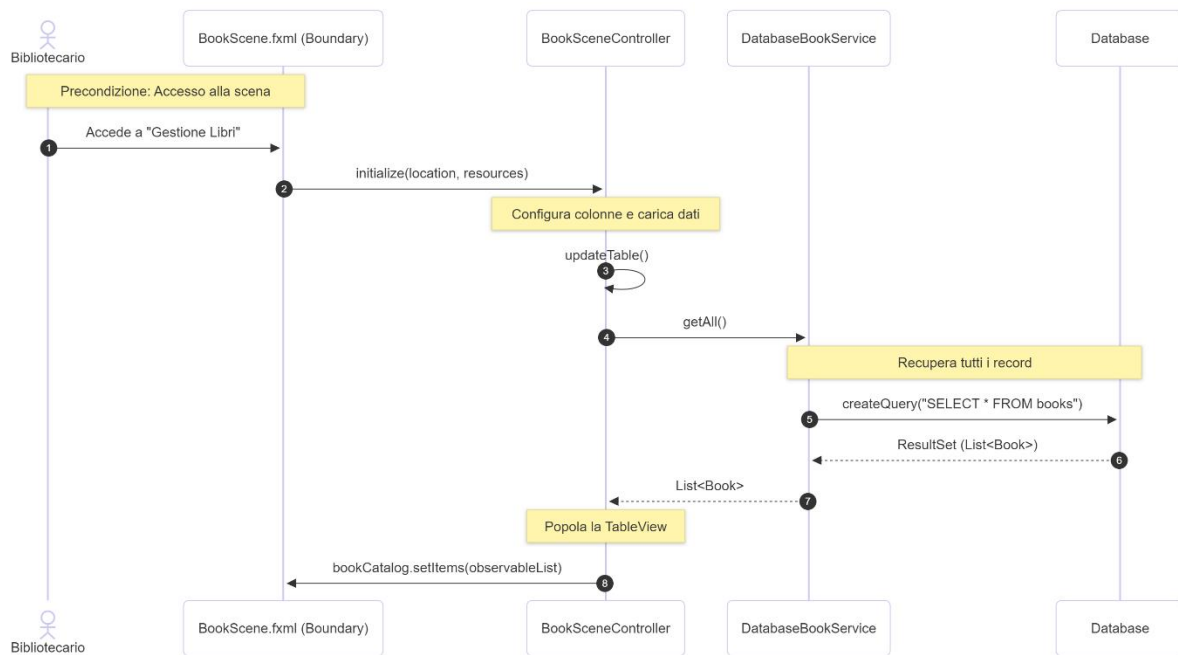 Bibliotecario
BookScene.fxml (Boundary)
BookSceneController
DatabaseBookService
Database
Precondizione: Accesso alla scena
Accede a "Gestione Libri"
1
initialize(location, resources)
2
Configura colonne e carica dati
updateTable()
3
getAll()
4
Recupera tutti i record
createQuery("SELECT * FROM books")
5
ResultSet (List<Book>)
6
List<Book>
7
Popola la TableView
bookCatalog.setItems(observableList)
8
Bibliotecario
BookScene.fxml (Boundary)
BookSceneController
DatabaseBookService
Database